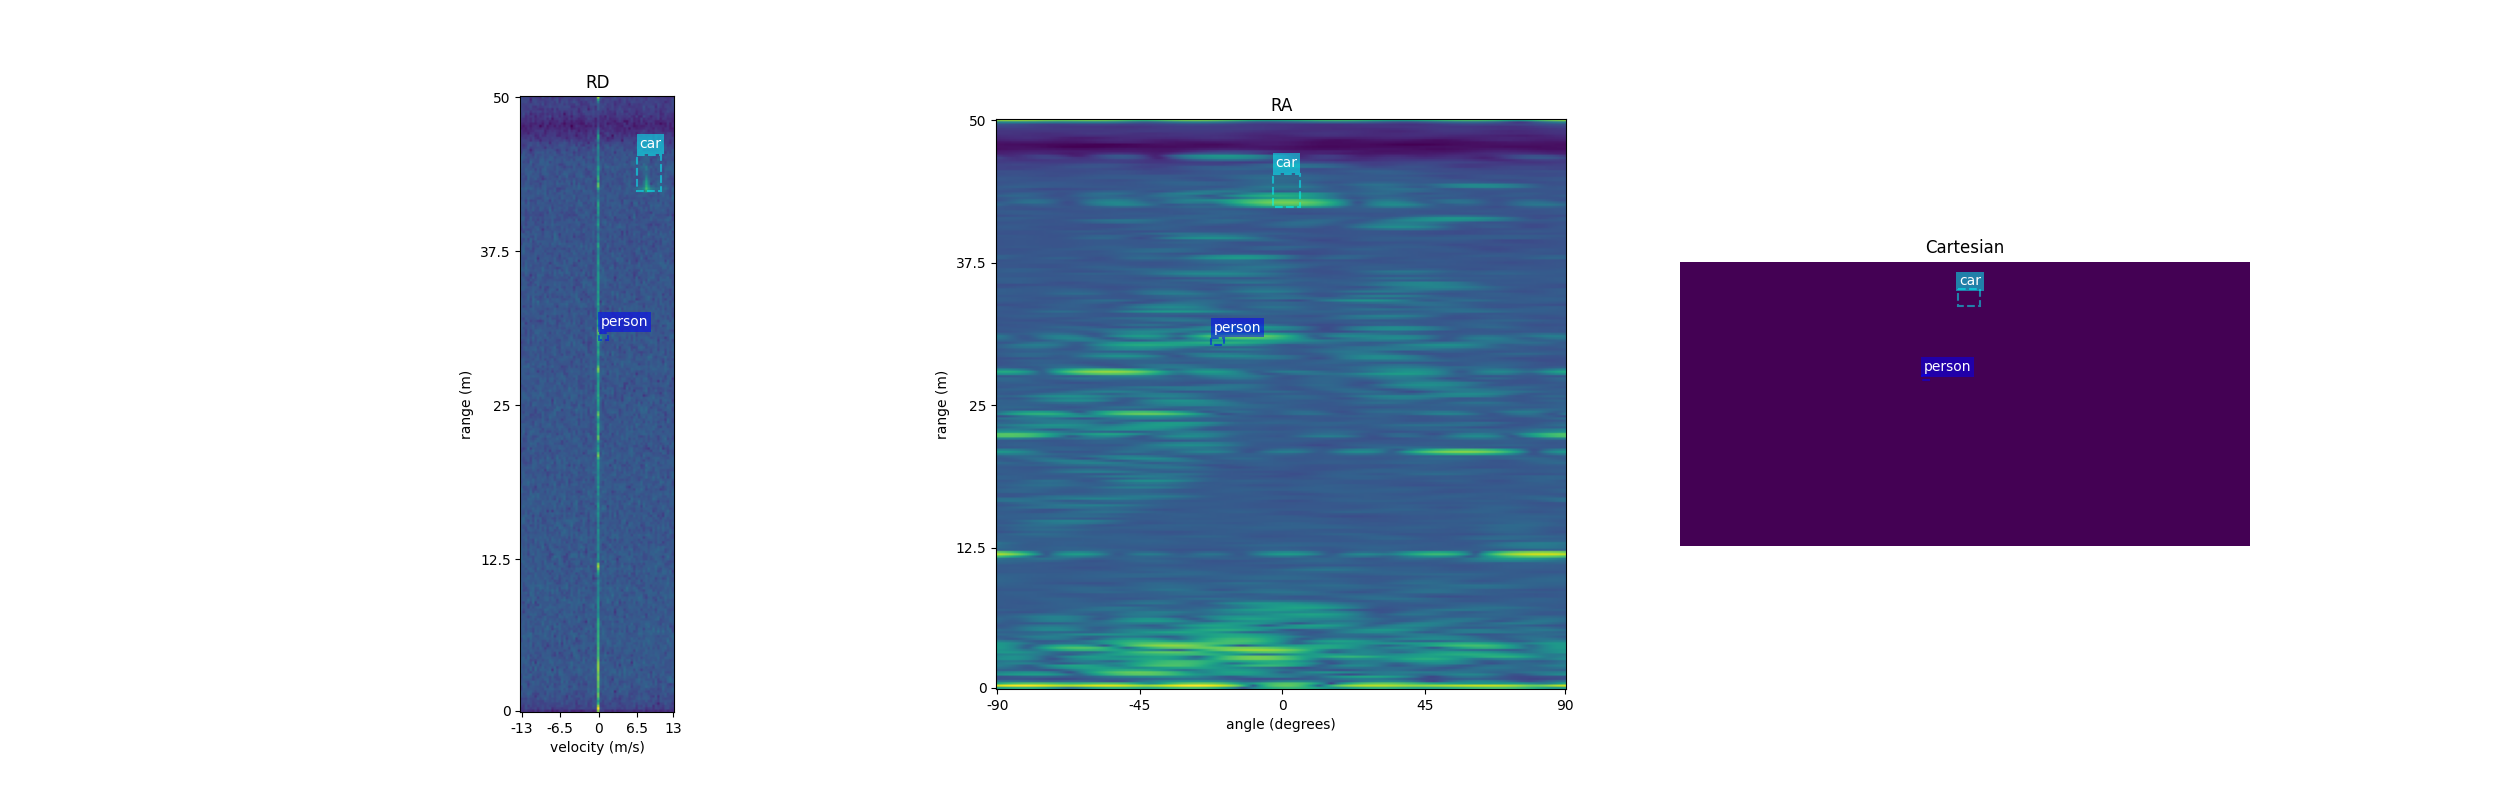 RD
50
37.5
25
12.5
0
range (m)
car
person
-13 -6.5 0 6.5 13
velocity (m/s)
RA
50
37.5
25
12.5
0
range (m)
car
person
-90 -45 0 45 90
angle (degrees)
Cartesian
car
person